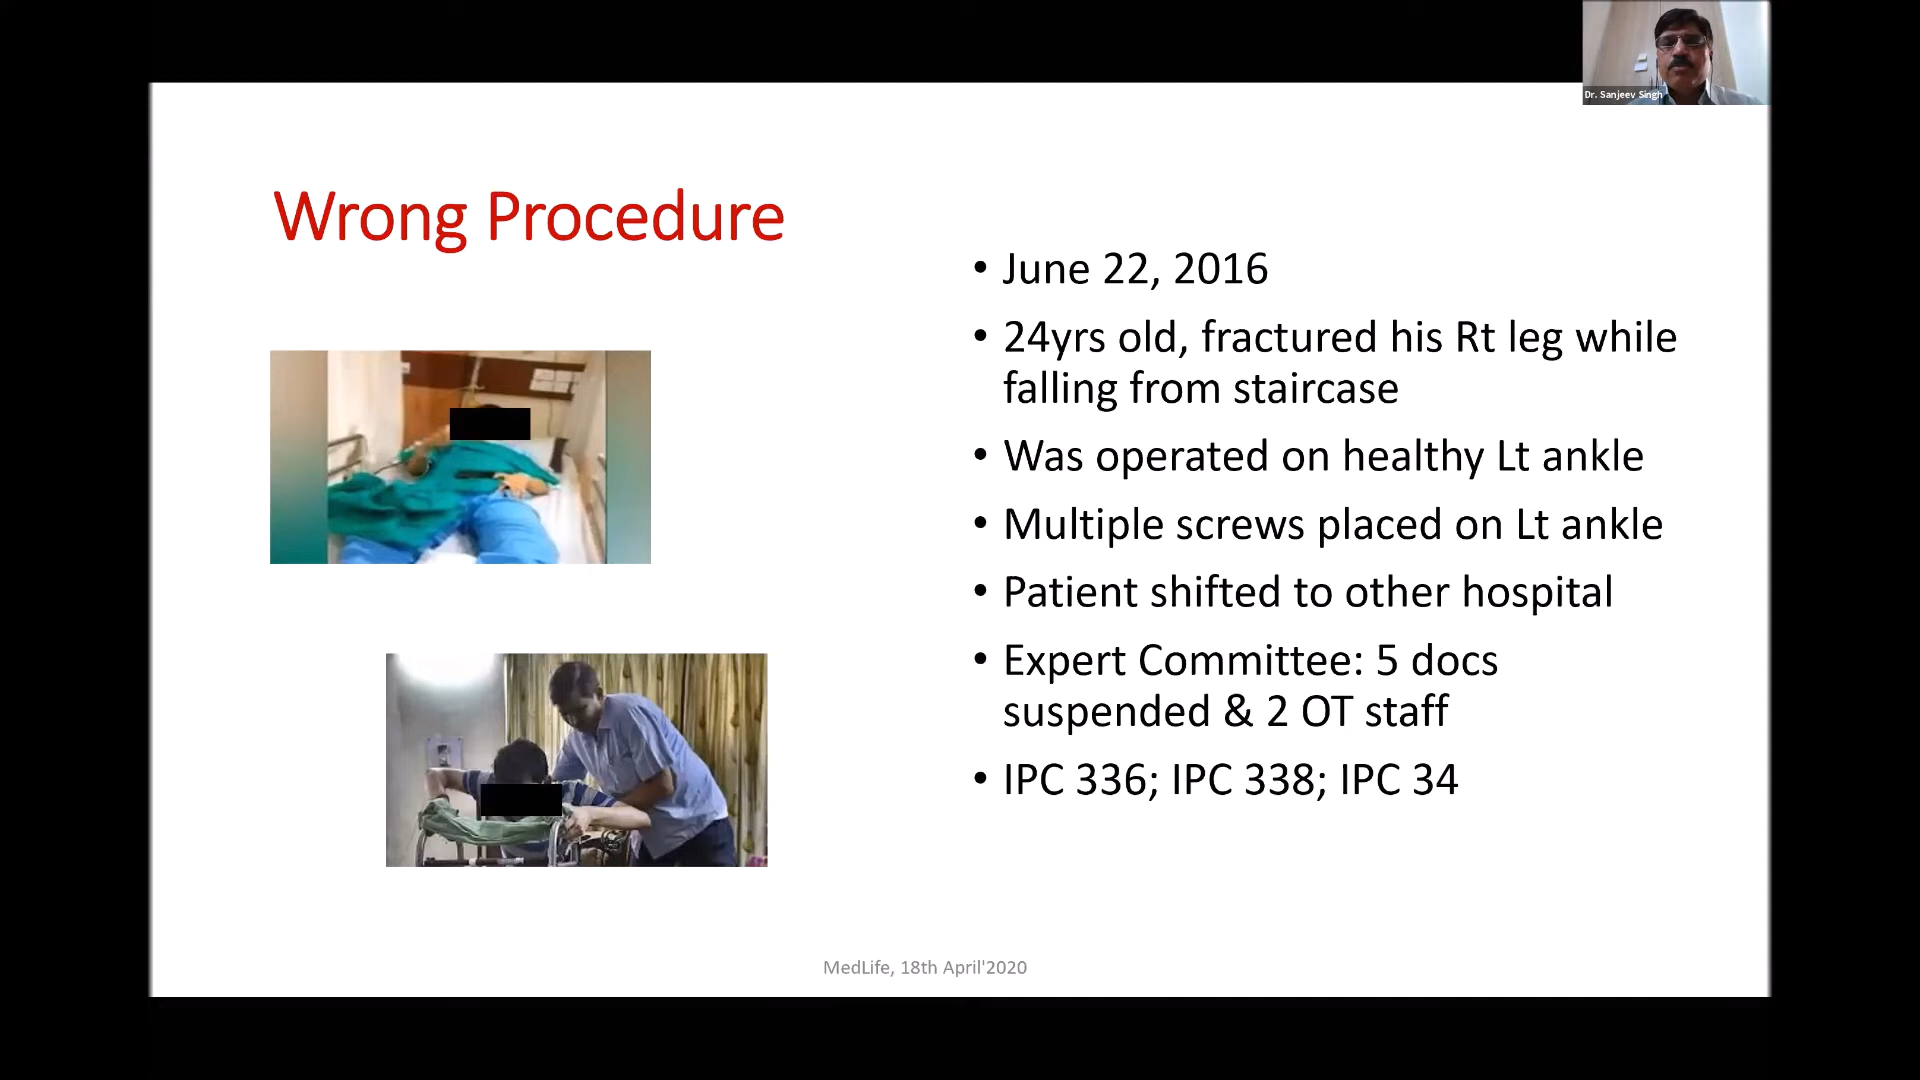 Dr. Sanjeev Singh
Wrong Procedure
• June 22, 2016
• 24yrs old, fractured his Rt leg while
falling from staircase
• Was operated on healthy Lt ankle
• Multiple screws placed on Lt ankle
• Patient shifted to other hospital
• Expert Committee: 5 docs
suspended & 2 OT staff
• IPC 336; IPC 338; IPC 34
MedLife, 18th April'2020